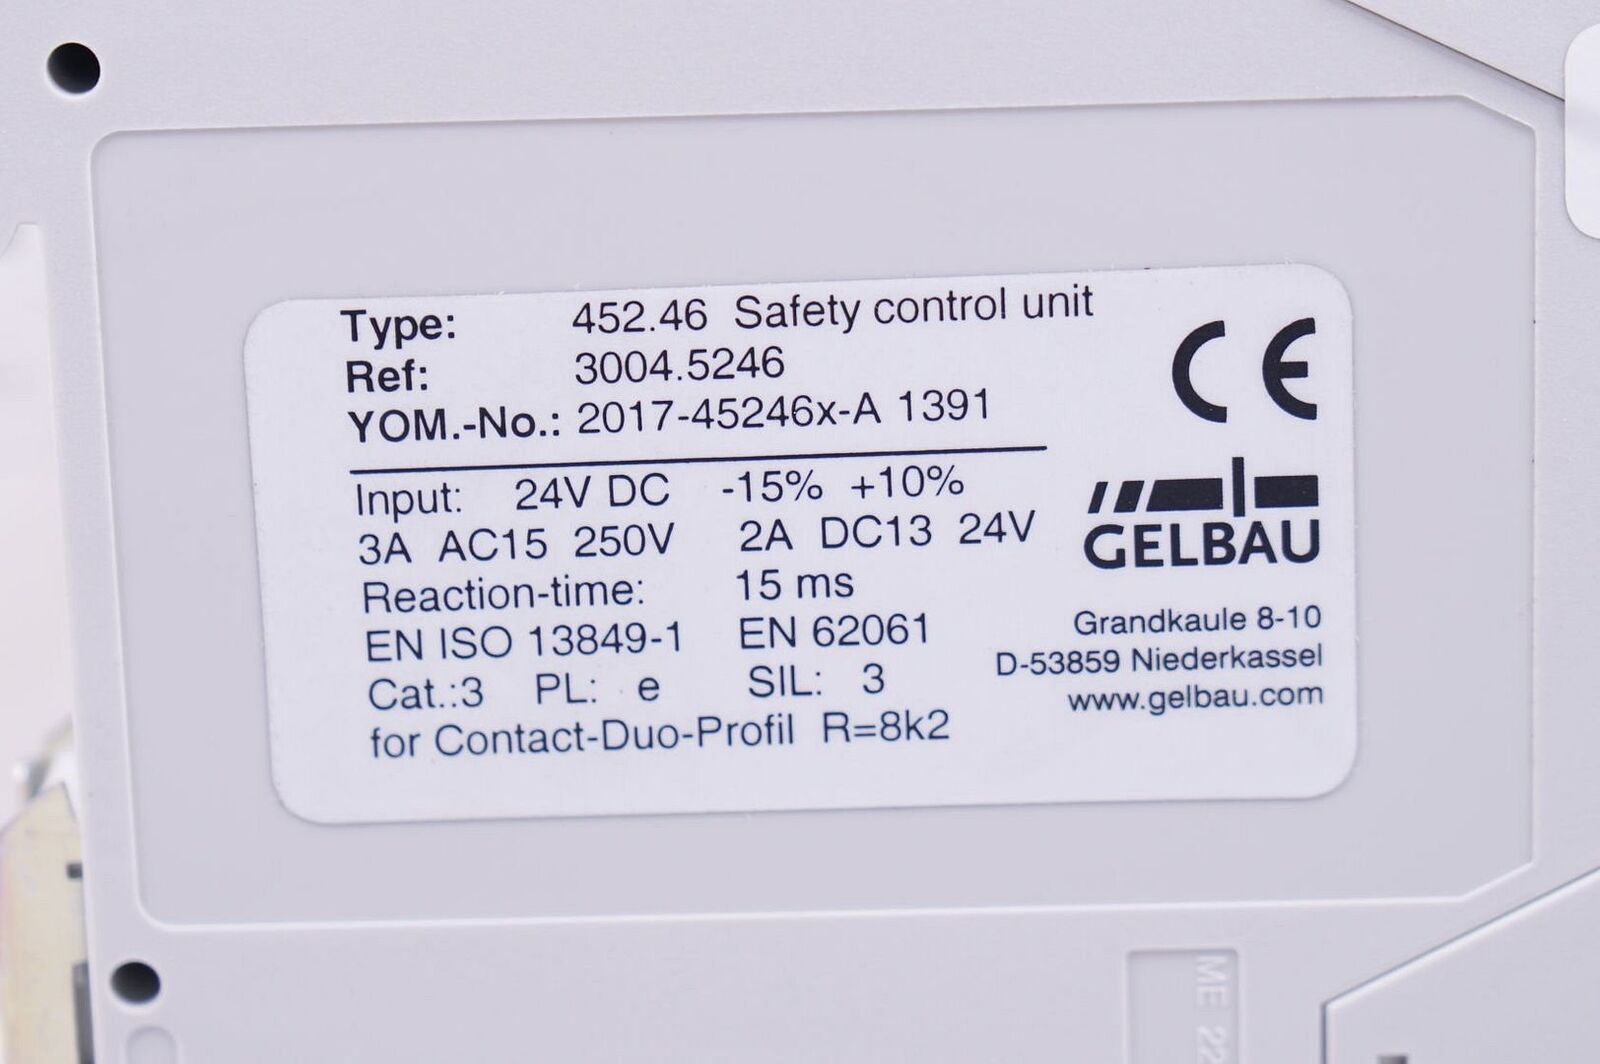 Type: 452.46 Safety control unit
Ref: 3004.5246
YOM.-No.: 2017-45246x-A 1391
Input: 24V DC -15% +10%
3A AC15 250V 2A DC13 24V
Reaction-time: 15 ms
EN ISO 13849-1 EN 62061
Cat.:3 PL: e SIL: 3
for Contact-Duo-Profil R=8k2
CE
GELBAU
Grandkaule 8-10
D-53859 Niederkassel
www.gelbau.com
ME